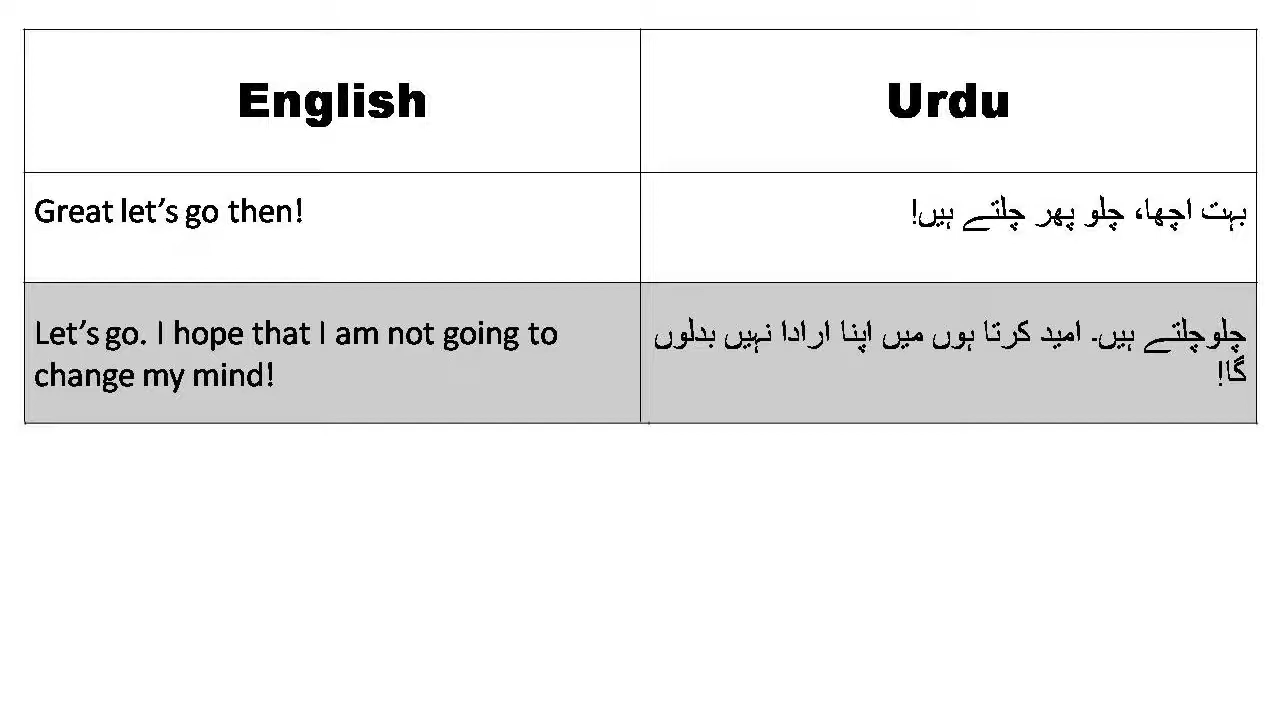 English
Urdu
Great let's go then!
بہت اچھا، چلو پھر چلتے ہیں!
Let's go. I hope that I am not going to
change my mind!
چلوچلتے ہیں۔ امید کرتا ہوں میں اپنا ارادا نہیں بدلوں
گا!